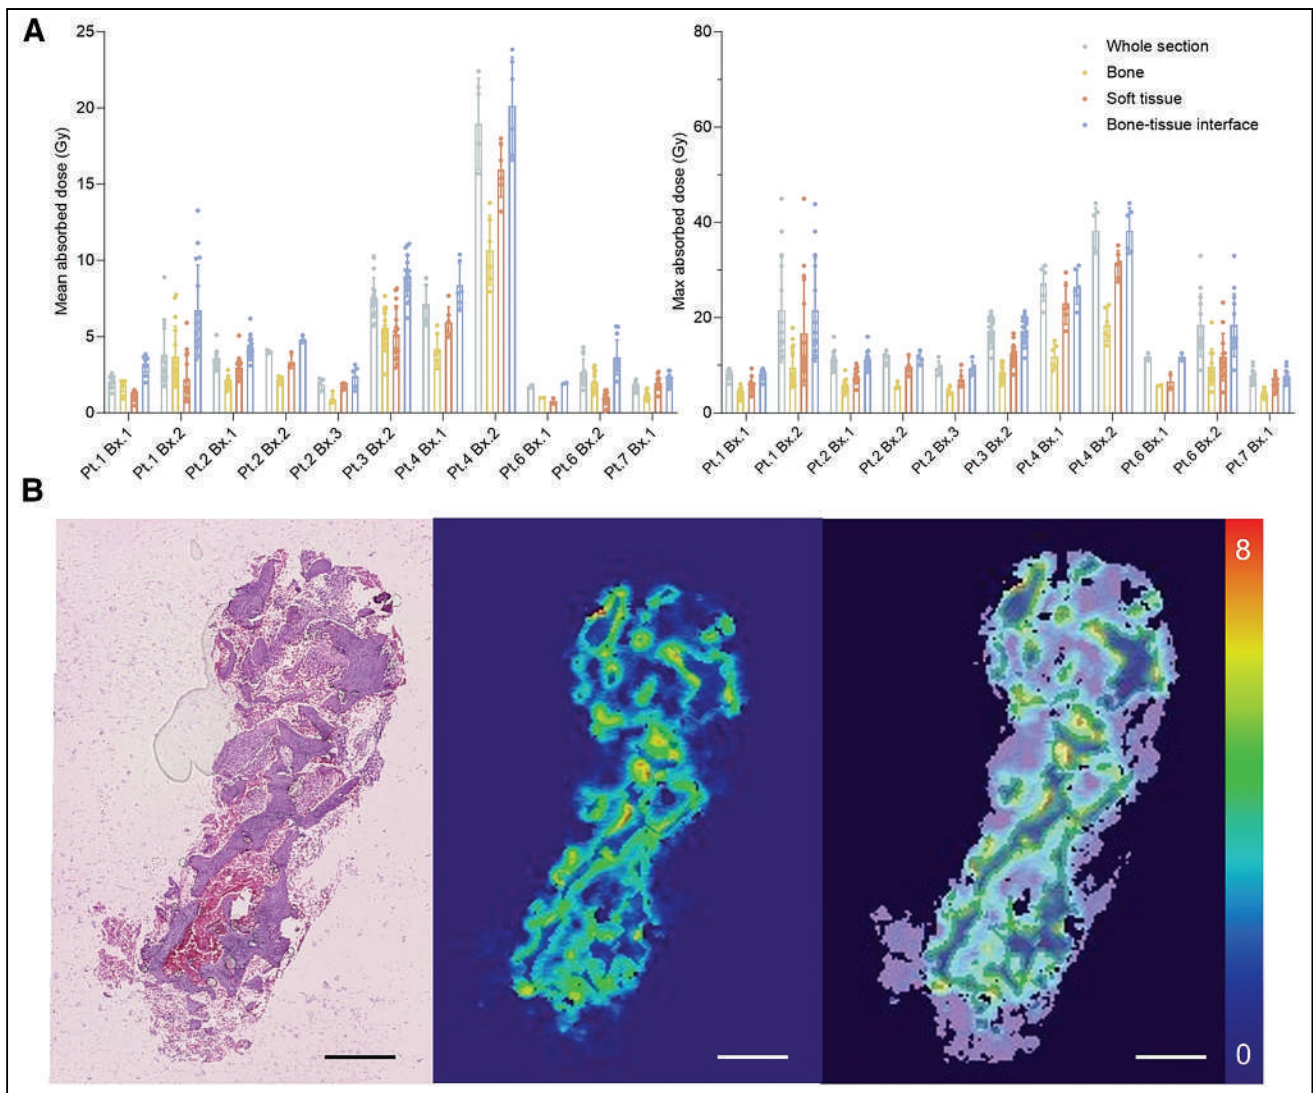 A
Mean absorbed dose (Gy)
25
20
15
10
5
0
Pt.1 Bx.1
Pt.1 Bx.2
Pt.2 Bx.1
Pt.2 Bx.2
Pt.2 Bx.3
Pt.3 Bx.2
Pt.4 Bx.1
Pt.4 Bx.2
Pt.6 Bx.1
Pt.6 Bx.2
Pt.7 Bx.1
Max absorbed dose (Gy)
80
60
40
20
0
Whole section
Bone
Soft tissue
Bone-tissue interface
Pt.1 Bx.1
Pt.1 Bx.2
Pt.2 Bx.1
Pt.2 Bx.2
Pt.2 Bx.3
Pt.3 Bx.2
Pt.4 Bx.1
Pt.4 Bx.2
Pt.6 Bx.1
Pt.6 Bx.2
Pt.7 Bx.1
B
8
0